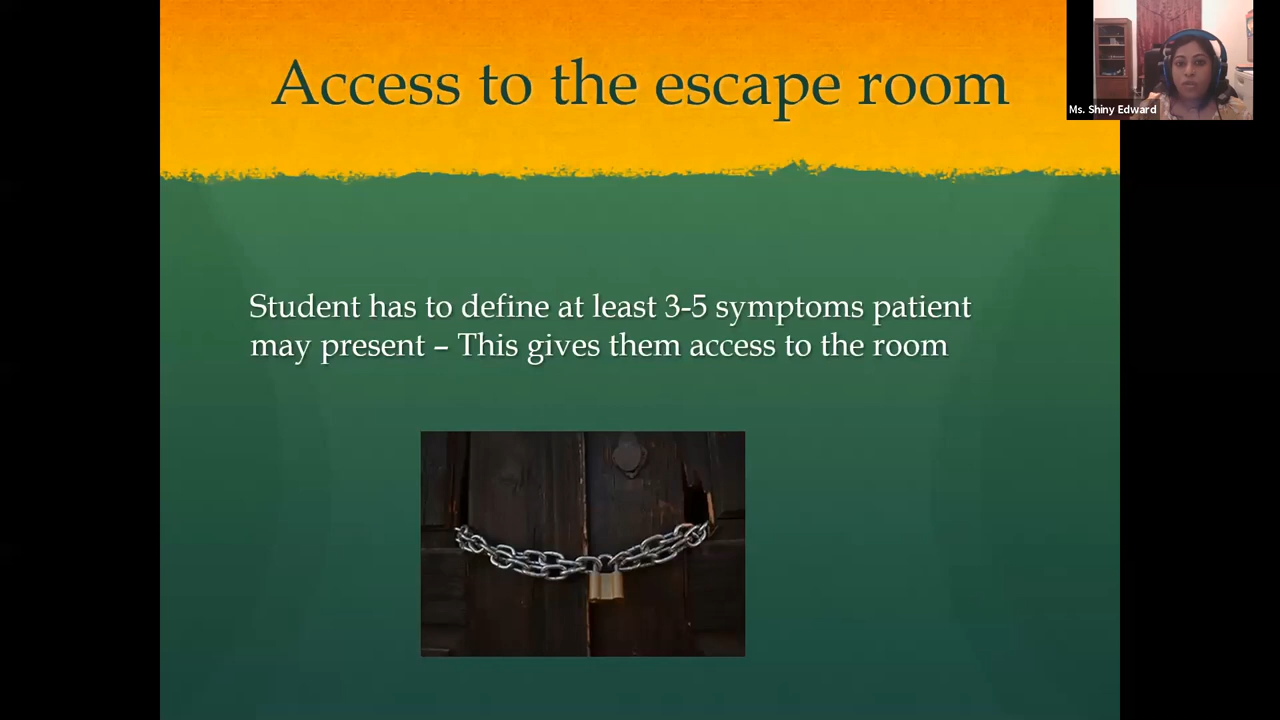 Access to the escape room
Ms. Shiny Edward
Student has to define at least 3-5 symptoms patient
may present – This gives them access to the room